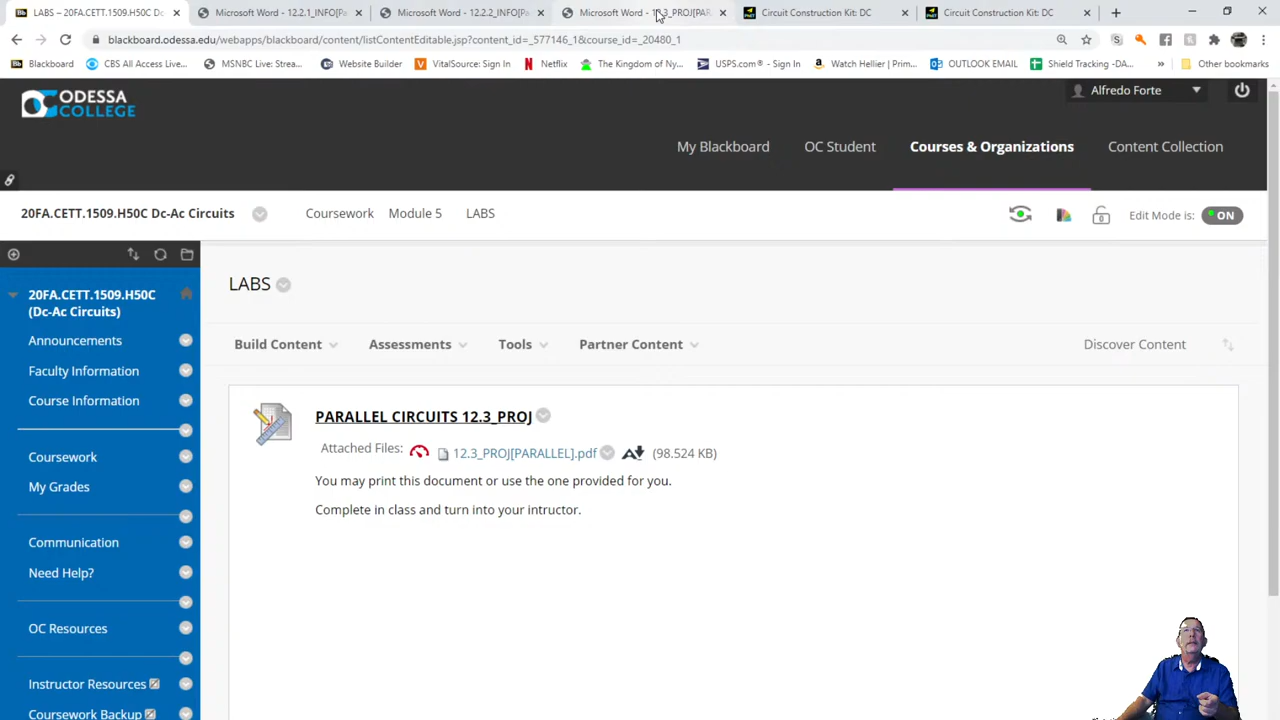 LABS – 20FA.CETT.1509.H50C Dc
Microsoft Word - 12.2.1_INFO[P
Microsoft Word - 12.2.2_INFO[P
Microsoft Word - 12.3_PROJ[PAR
Circuit Construction Kit: DC
Circuit Construction Kit: DC
blackboard.odessa.edu/webapps/blackboard/content/listContentEditable.jsp?content_id=_577146_1&course_id=_20480_1
Blackboard
CBS All Access Live...
MSNBC Live: Strea...
Netflix
Website Builder
VitalSource: Sign In
The Kingdom of Ny...
USPS.com® - Sign In
Watch Hellier | Prim...
OUTLOOK EMAIL
Shield Tracking -DA...
Other bookmarks
ODESSA
COLLEGE
Alfredo Forte
My Blackboard
OC Student
Courses & Organizations
Content Collection
20FA.CETT.1509.H50C Dc-Ac Circuits
Coursework
Module 5
LABS
Edit Mode is:
ON
20FA.CETT.1509.H50C
(Dc-Ac Circuits)
Announcements
Faculty Information
Course Information
Coursework
My Grades
Communication
Need Help?
OC Resources
Instructor Resources
Coursework Backup
LABS
Build Content
Assessments
Tools
Partner Content
Discover Content
PARALLEL CIRCUITS 12.3_PROJ
Attached Files: 12.3_PROJ[PARALLEL].pdf (98.524 KB)
You may print this document or use the one provided for you.
Complete in class and turn into your intructor.